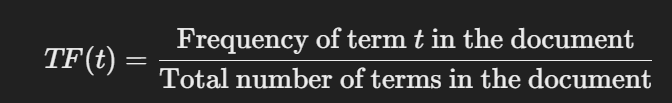 TF(t) = Frequency of term t in the document
Total number of terms in the document